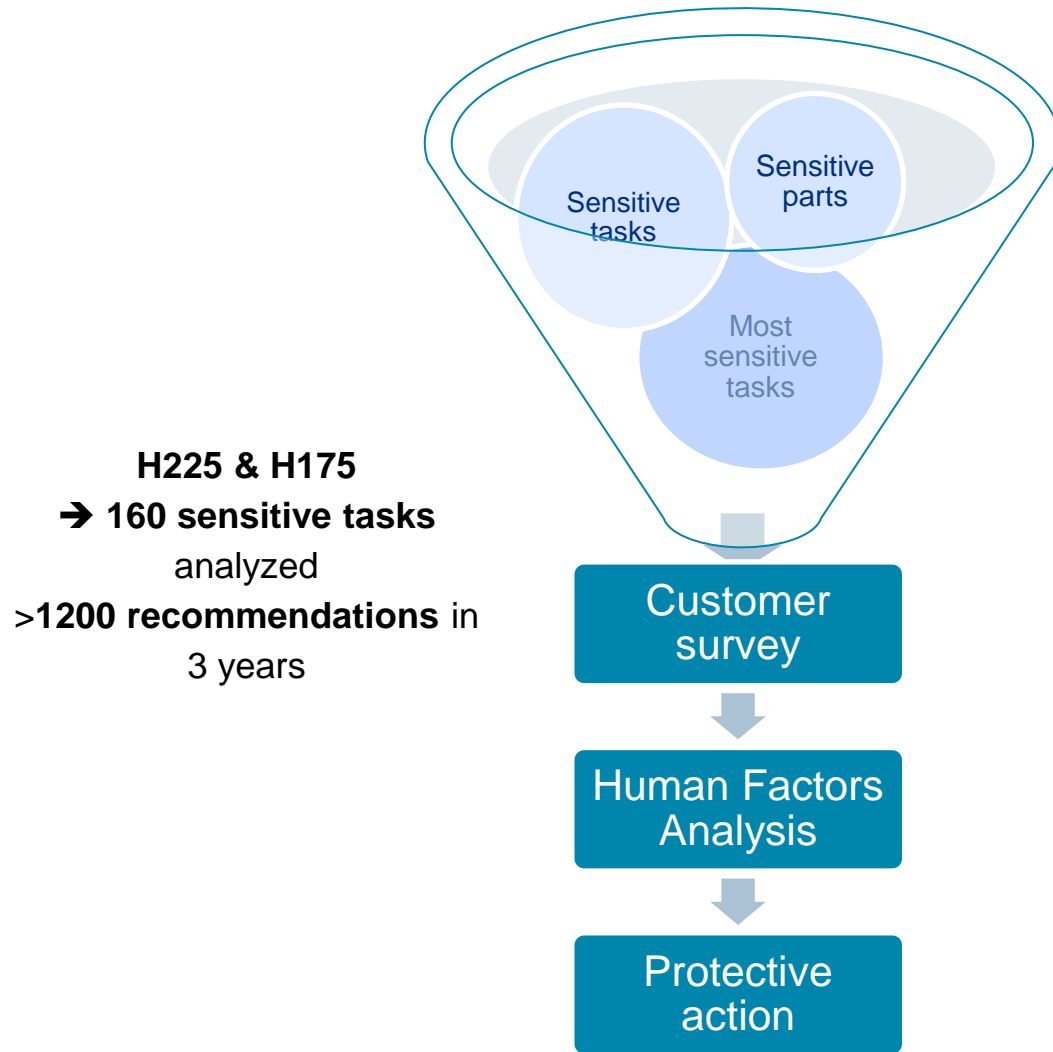 Sensitive
tasks
Sensitive
parts
Most
sensitive
tasks
H225 & H175
➔ 160 sensitive tasks
analyzed
>1200 recommendations in
3 years
Customer
survey
Human Factors
Analysis
Protective
action